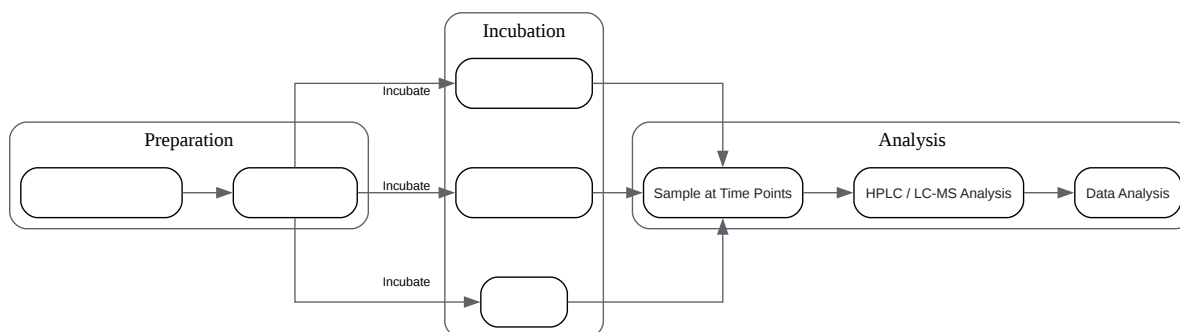 Incubation
Incubate
Preparation
Analysis
Incubate
Sample at Time Points
HPLC / LC-MS Analysis
Data Analysis
Incubate